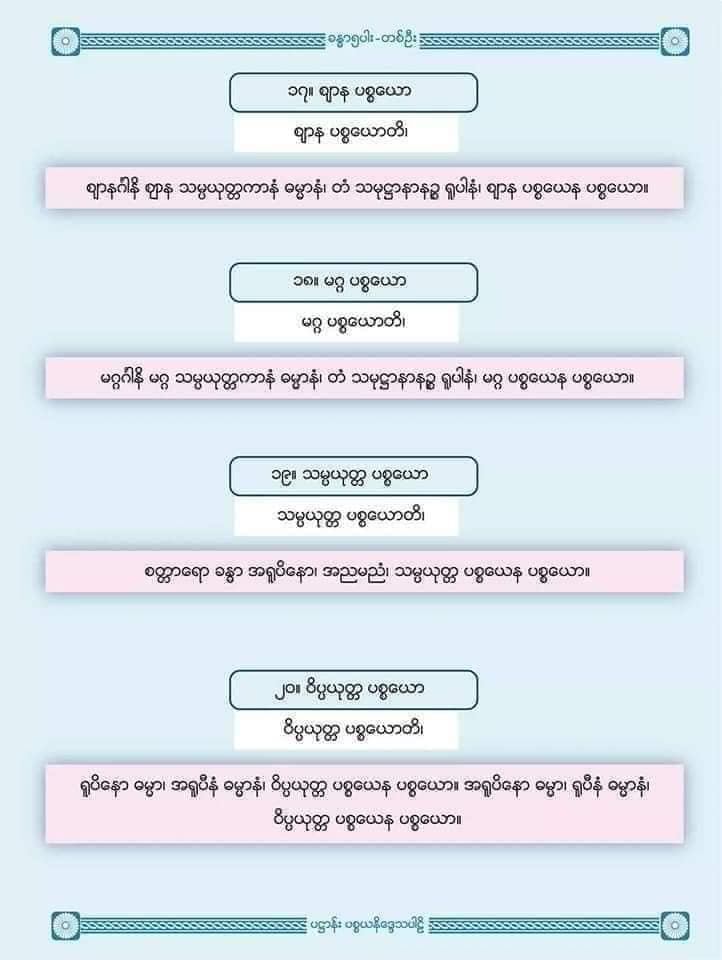 ခန္ဓာ၅ပါး-တစ်ဦး
၁၇။ ဈာန ပစ္စယော
ဈာန ပစ္စယောတိ၊
ဈာနင်္ဂါနိ ဈာန သမ္ပယုတ္တကာနံ ဓမ္မာနံ၊ တံ သမုဋ္ဌာနာနဉ္စ ရူပါနံ၊ ဈာန ပစ္စယေန ပစ္စယော။
၁၈။ မဂ္ဂ ပစ္စယော
မဂ္ဂ ပစ္စယောတိ၊
မဂ္ဂင်္ဂါနိ မဂ္ဂ သမ္ပယုတ္တကာနံ ဓမ္မာနံ၊ တံ သမုဋ္ဌာနာနဉ္စ ရူပါနံ၊ မဂ္ဂ ပစ္စယေန ပစ္စယော။
၁၉။ သမ္ပယုတ္တ ပစ္စယော
သမ္ပယုတ္တ ပစ္စယောတိ၊
စတ္တာရော ခန္ဓာ အရူပိနော၊ အညမညံ၊ သမ္ပယုတ္တ ပစ္စယေန ပစ္စယော။
၂၀။ ဝိပ္ပယုတ္တ ပစ္စယော
ဝိပ္ပယုတ္တ ပစ္စယောတိ၊
ရူပိနော ဓမ္မာ၊ အရူပီနံ ဓမ္မာနံ၊ ဝိပ္ပယုတ္တ ပစ္စယေန ပစ္စယော။ အရူပိနော ဓမ္မာ၊ ရူပီနံ ဓမ္မာနံ၊
ဝိပ္ပယုတ္တ ပစ္စယေန ပစ္စယော။
ပဋ္ဌာန်း ပစ္စယနိဒ္ဒေသပါဠိ